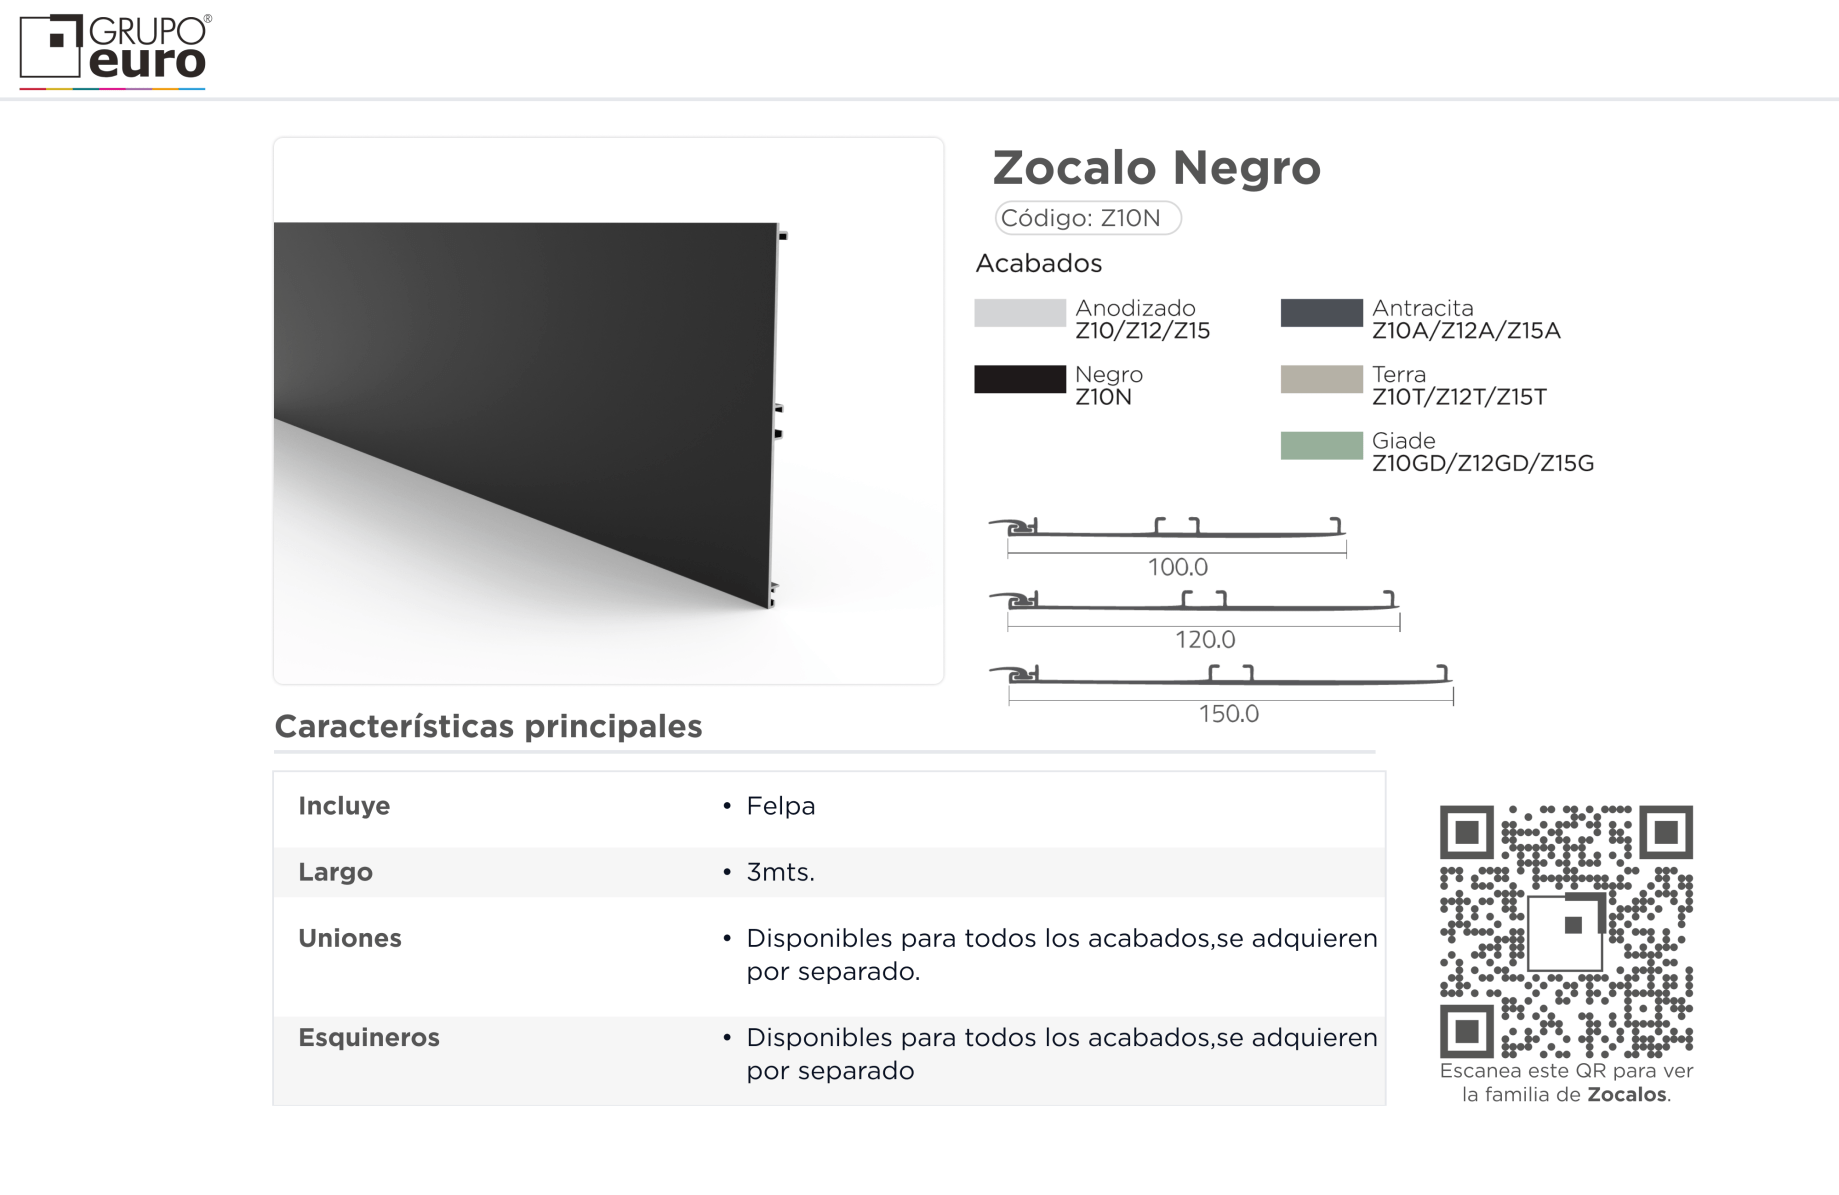 GRUPO®
euro
Zocalo Negro
Código: Z10N
Acabados
Anodizado
Z10/Z12/Z15
Negro
Z10N
Antracita
Z10A/Z12A/Z15A
Terra
Z10T/Z12T/Z15T
Giade
Z10GD/Z12GD/Z15G
100.0
120.0
150.0
Características principales
Incluye
• Felpa
Largo
• 3mts.
Uniones
• Disponibles para todos los acabados,se adquieren
por separado.
Esquineros
• Disponibles para todos los acabados,se adquieren
por separado
Escanea este QR para ver
la familia de Zocalos.